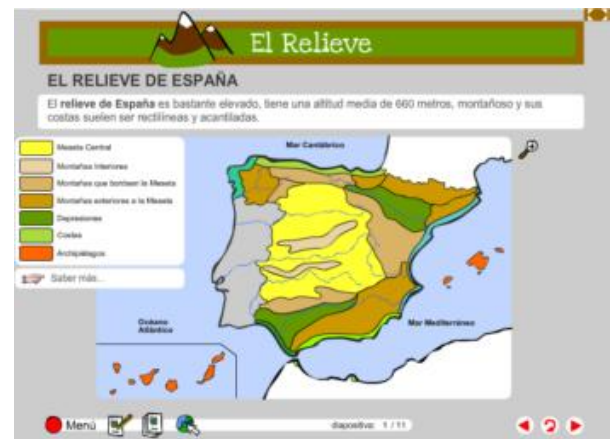 El Relieve
EL RELIEVE DE ESPAÑA
El relieve de España es bastante elevado, tiene una altitud media de 660 metros, montañoso y sus
costas suelen ser rectilíneas y acantiladas.
Meseta Central
Montañas Interiores
Montañas que bordean la Meseta
Montañas exteriores a la Meseta
Depresiones
Costas
Archipiélagos
Saber más...
Mar Cantábrico
Océano
Atlántico
Mar Mediterráneo
Menú
diapositiva: 1 / 11